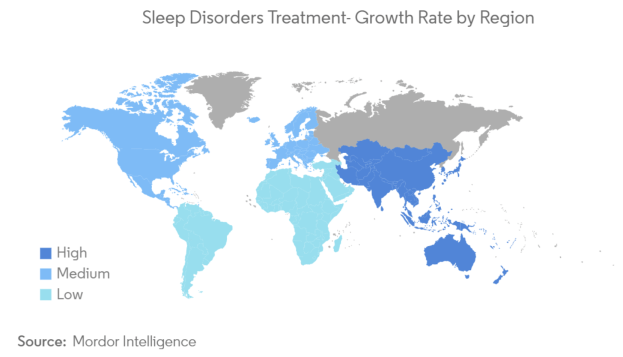 Sleep Disorders Treatment- Growth Rate by Region
High
Medium
Low
Source: Mordor Intelligence